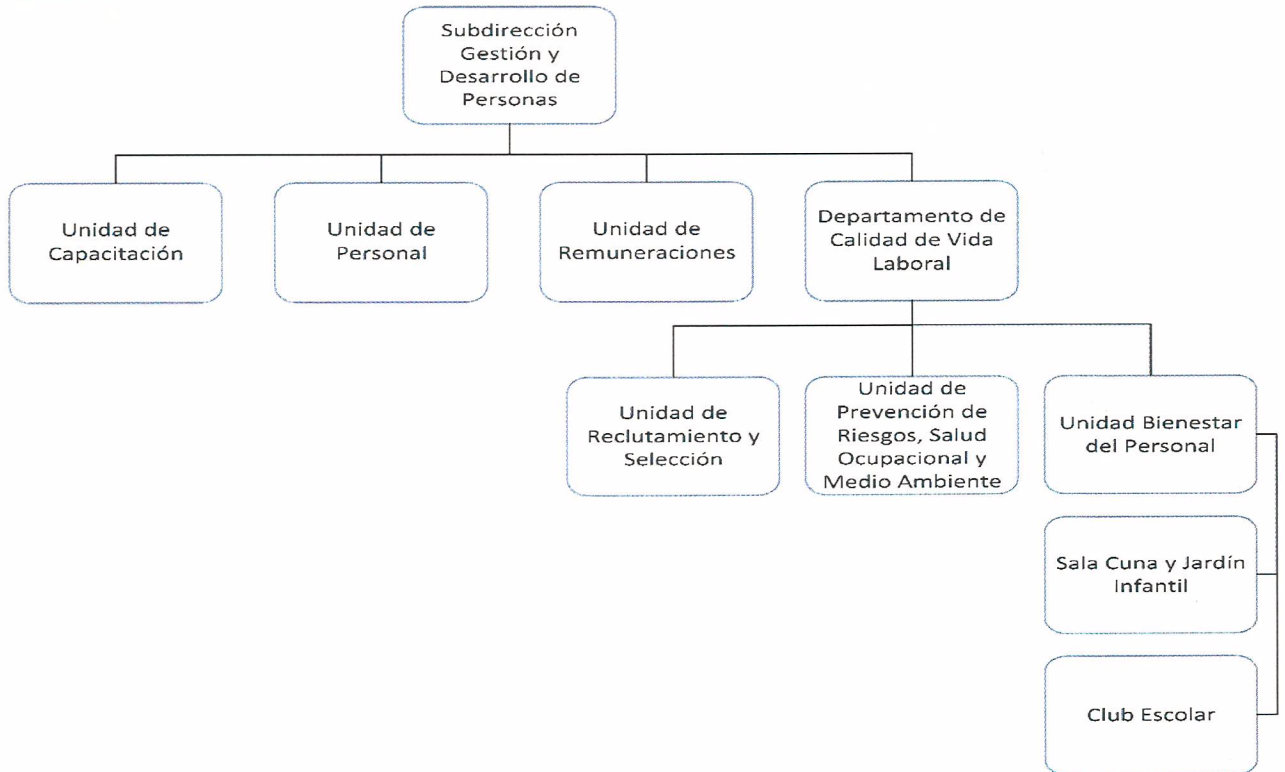 Subdirección
Gestión y
Desarrollo de
Personas
Unidad de
Capacitación
Unidad de
Personal
Unidad de
Remuneraciones
Departamento de
Calidad de Vida
Laboral
Unidad de
Reclutamiento y
Selección
Unidad de
Prevención de
Riesgos, Salud
Ocupacional y
Medio Ambiente
Unidad Bienestar
del Personal
Sala Cuna y Jardín
Infantil
Club Escolar